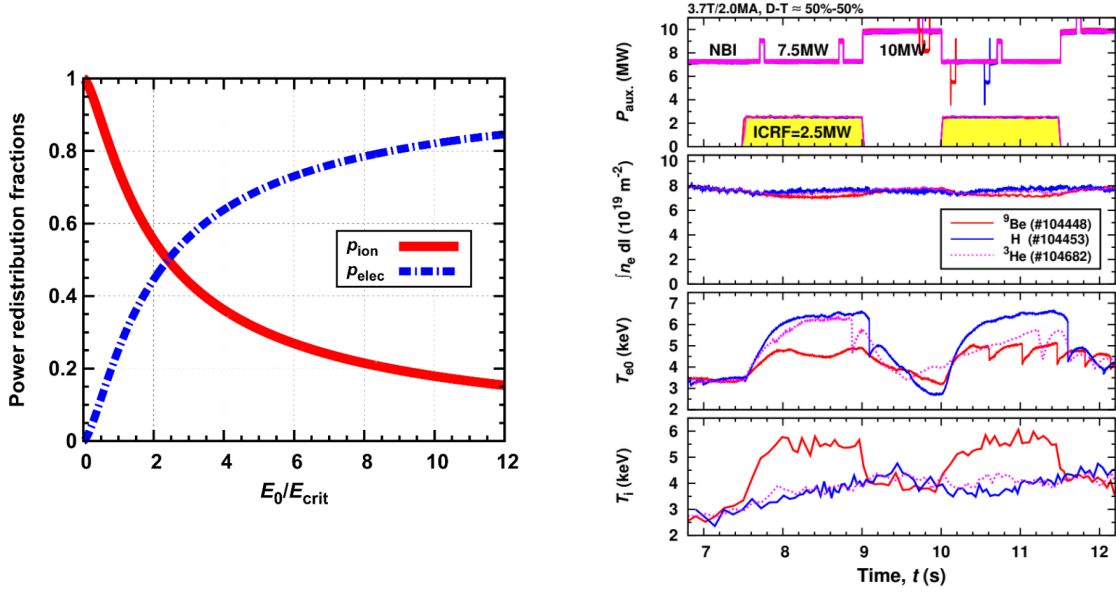 Power redistribution fractions
1
0.8
0.6
0.4
0.2
0
p_ion
p_elec
0 2 4 6 8 10 12
E₀/E_crit
3.7T/2.0MA, D-T ≈ 50%-50%
P_aux. (MW)
10
8
6
4
2
0
NBI 7.5MW 10MW
ICRF=2.5MW
∫n_e dl (10¹⁹ m⁻²)
10
8
6
4
2
0
⁹Be (#104448)
H (#104453)
³He (#104682)
T_e0 (keV)
7
6
5
4
3
2
T_i (keV)
6
5
4
3
2
7 8 9 10 11 12
Time, t (s)